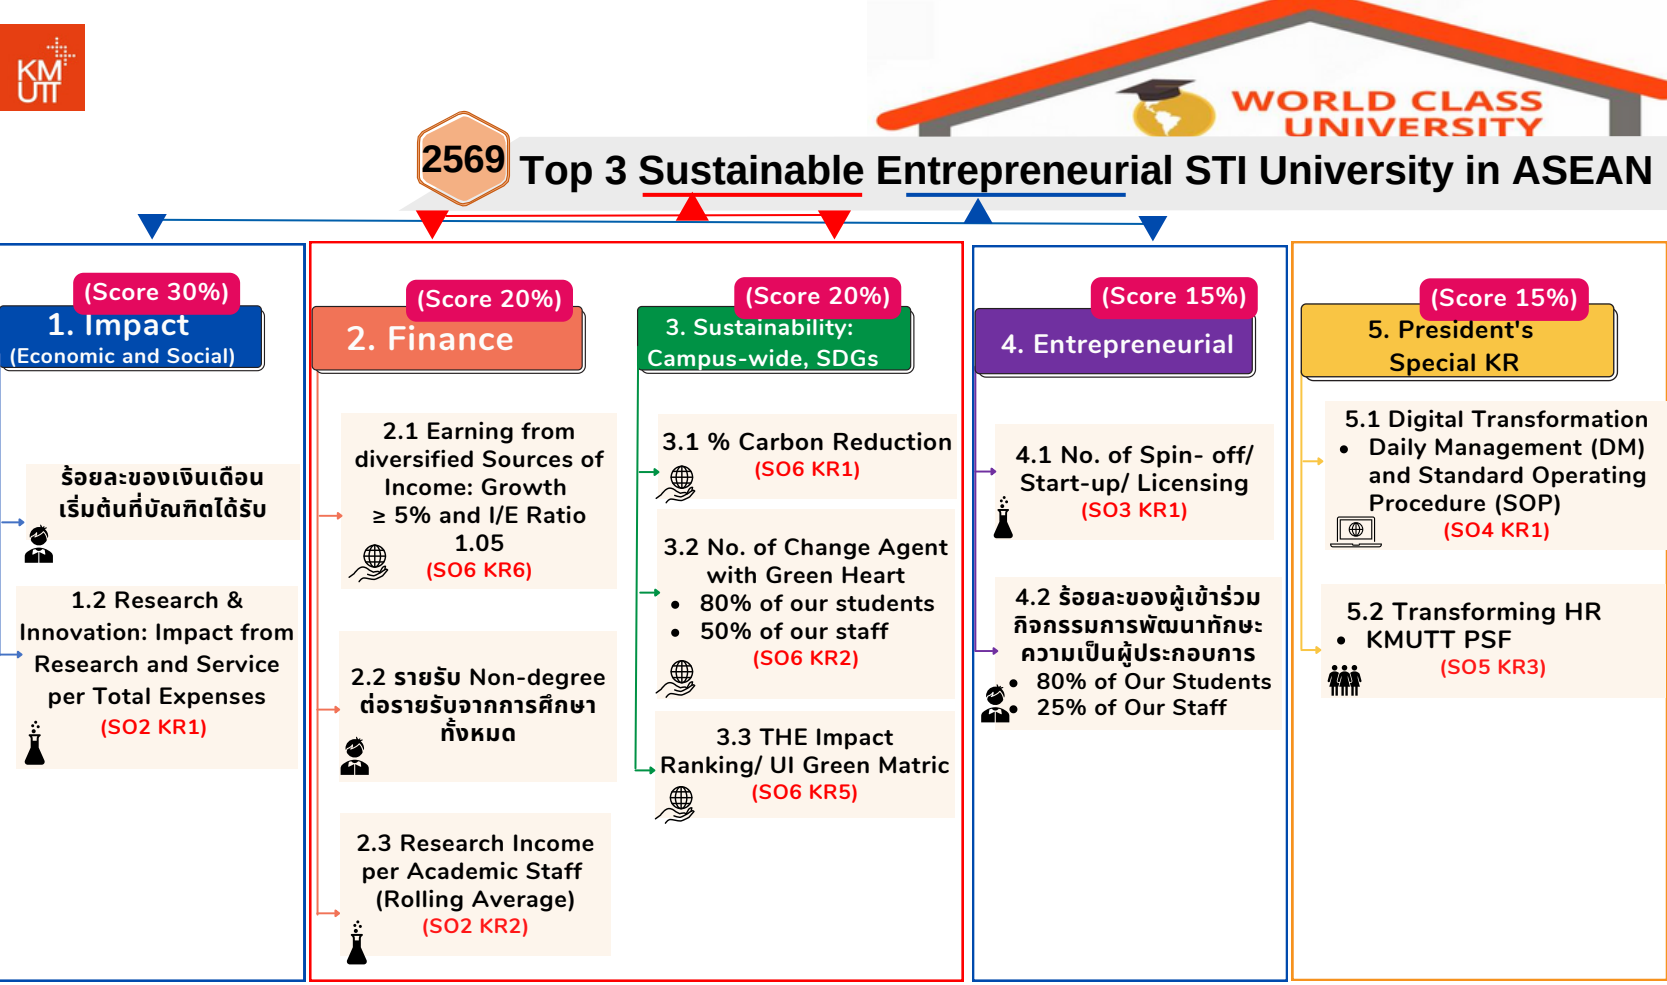 KM
UTT
WORLD CLASS
UNIVERSITY
2569
Top 3 Sustainable Entrepreneurial STI University in ASEAN
(Score 30%)
1. Impact
(Economic and Social)
ร้อยละของเงินเดือน
เริ่มต้นที่บัณฑิตได้รับ
1.2 Research &
Innovation: Impact from
Research and Service
per Total Expenses
(SO2 KR1)
(Score 20%)
2. Finance
2.1 Earning from
diversified Sources of
Income: Growth
≥ 5% and I/E Ratio
1.05
(SO6 KR6)
2.2 รายรับ Non-degree
ต่อรายรับจากการศึกษา
ทั้งหมด
2.3 Research Income
per Academic Staff
(Rolling Average)
(SO2 KR2)
(Score 20%)
3. Sustainability:
Campus-wide, SDGs
3.1 % Carbon Reduction
(SO6 KR1)
3.2 No. of Change Agent
with Green Heart
• 80% of our students
• 50% of our staff
(SO6 KR2)
3.3 THE Impact
Ranking/ UI Green Matric
(SO6 KR5)
(Score 15%)
4. Entrepreneurial
4.1 No. of Spin- off/
Start-up/ Licensing
(SO3 KR1)
4.2 ร้อยละของผู้เข้าร่วม
กิจกรรมการพัฒนาทักษะ
ความเป็นผู้ประกอบการ
• 80% of Our Students
• 25% of Our Staff
(Score 15%)
5. President's
Special KR
5.1 Digital Transformation
• Daily Management (DM)
and Standard Operating
Procedure (SOP)
(SO4 KR1)
5.2 Transforming HR
• KMUTT PSF
(SO5 KR3)